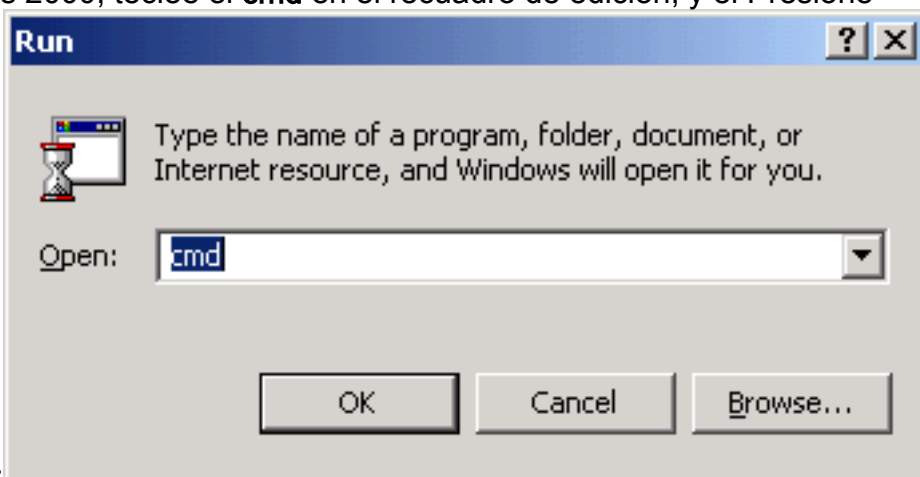 s 2000, teclee el cmd en el recuadro de edición, y el Presione
Run
Type the name of a program, folder, document, or
Internet resource, and Windows will open it for you.
Open: cmd
OK Cancel Browse...